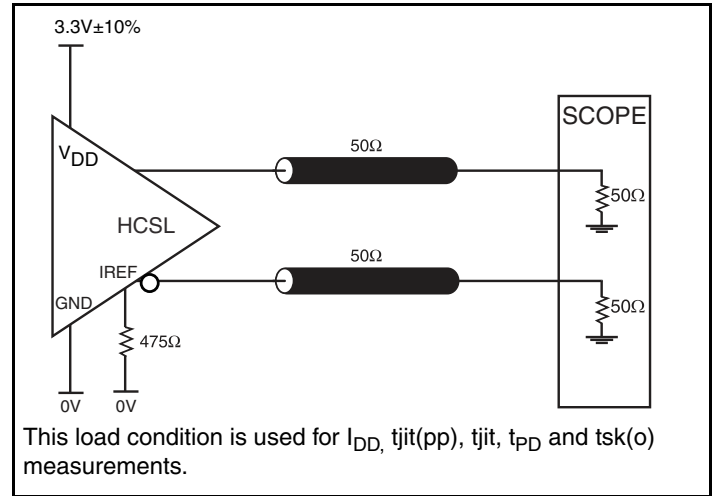 3.3V±10%
SCOPE
VDD
50Ω
50Ω
HCSL
50Ω
IREF
GND
50Ω
475Ω
0V
0V
This load condition is used for IDD, tjit(pp), tjit, tPD and tsk(o)
measurements.